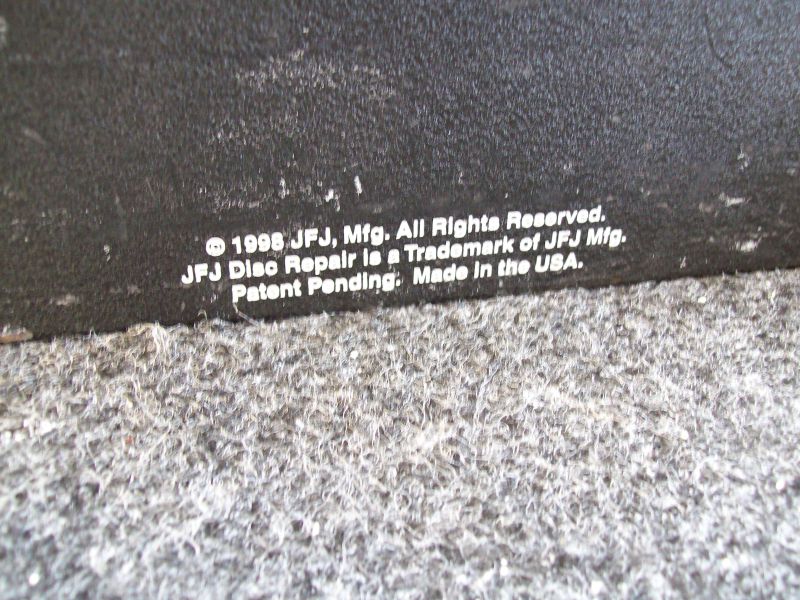 © 1998 JFJ, Mfg. All Rights Reserved.
JFJ Disc Repair is a Trademark of JFJ Mfg.
Patent Pending. Made in the USA.